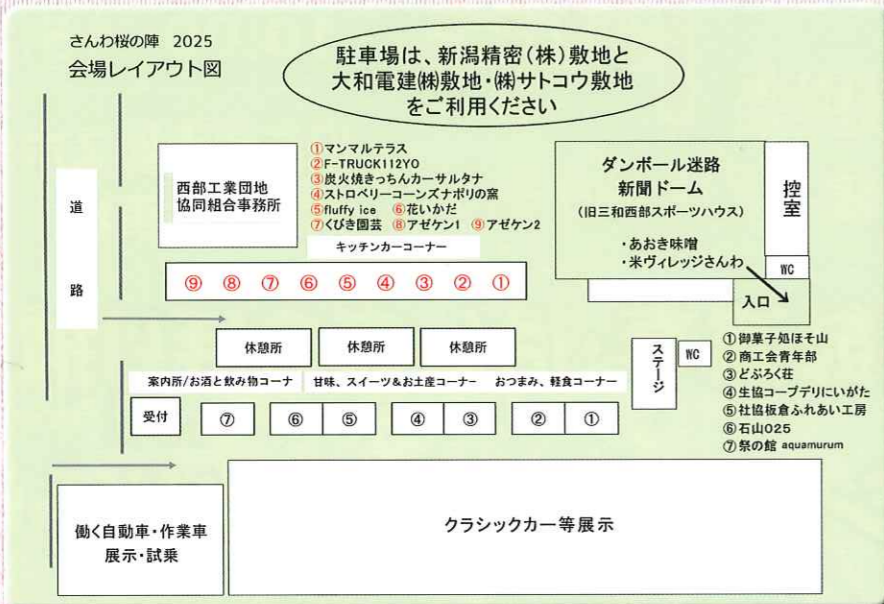 さんわ桜の陣 2025
会場レイアウト図
駐車場は、新潟精密(株)敷地と
大和電建㈱敷地・㈱サトコウ敷地
をご利用ください
道
路
西部工業団地
協同組合事務所
①マンマルテラス
②F-TRUCK112YO
③炭火焼きっちんカーサルタナ
④ストロベリーコーンズナポリの窯
⑤fluffy ice ⑥花いかだ
⑦くびき園芸 ⑧アゼケン1 ⑨アゼケン2
キッチンカーコーナー
⑨ ⑧ ⑦ ⑥ ⑤ ④ ③ ② ①
ダンボール迷路
新聞ドーム
(旧三和西部スポーツハウス)
・あおき味噌
・米ヴィレッジさんわ
控室
WC
入口
休憩所 休憩所 休憩所
案内所/お酒と飲み物コーナ 甘味、スイーツ&お土産コーナー おつまみ、軽食コーナー
受付 ⑦ ⑥ ⑤ ④ ③ ② ①
ステージ
WC
①御菓子処ほそ山
②商工会青年部
③どぶろく荘
④生協コープデリにいがた
⑤社協板倉ふれあい工房
⑥石山025
⑦祭の館 aquamurum
働く自動車・作業車
展示・試乗
クラシックカー等展示